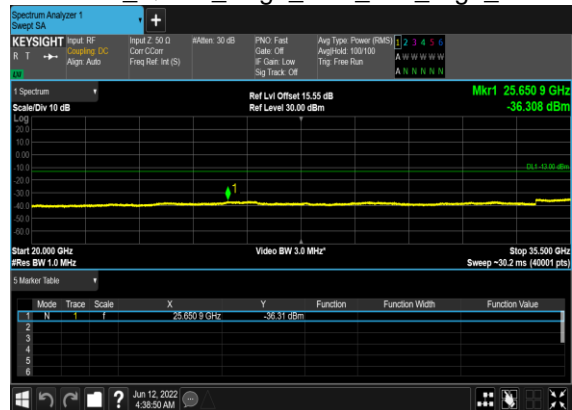 Spectrum Analyzer 1
Swept SA
+
KEYSIGHT
R T
LW
Input: RF
Coupling: DC
Align: Auto
Input Z: 50 Ω
Corr CCorr
Freq Ref: Int (S)
#Atten: 30 dB
PNO: Fast
Gate: Off
IF Gain: Low
Sig Track: Off
Avg Type: Power (RMS)
Avg|Hold: 100/100
Trig: Free Run
1 2 3 4 5 6
A W W W W W
A N N N N N
1 Spectrum
Scale/Div 10 dB
Ref Lvl Offset 15.55 dB
Ref Level 30.00 dBm
Mkr1 25.650 9 GHz
-36.308 dBm
Log
20.0
10.0
0.00
-10.0
-20.0
-30.0
-40.0
-50.0
-60.0
DL1 -13.00 dBm
1
Start 20.000 GHz
#Res BW 1.0 MHz
Video BW 3.0 MHz*
Stop 35.500 GHz
Sweep ~30.2 ms (40001 pts)
5 Marker Table
Mode Trace Scale X Y Function Function Width Function Value
1 N 1 f 25.650 9 GHz -36.31 dBm
2
3
4
5
6
?
Jun 12, 2022
4:38:50 AM